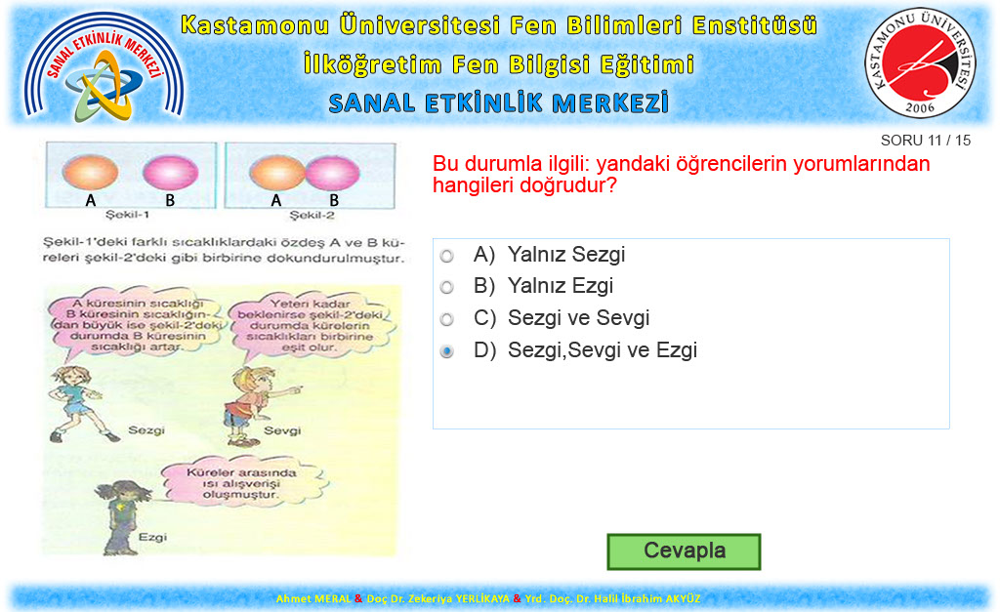 Kastamonu Üniversitesi Fen Bilimleri Enstitüsü
İlköğretim Fen Bilgisi Eğitimi
SANAL ETKİNLİK MERKEZİ
SANAL ETKİNLİK MERKEZİ
KASTAMONU ÜNİVERSİTESİ
2006
SORU 11 / 15
A B
Şekil-1
A B
Şekil-2
Şekil-1'deki farklı sıcaklıklardaki özdeş A ve B kü-
releri şekil-2'deki gibi birbirine dokundurulmuştur.
A küresinin sıcaklığı
B küresinin sıcaklığın-
dan büyük ise şekil-2'deki
durumda B küresinin
sıcaklığı artar.
Sezgi
Yeteri kadar
beklenirse şekil-2'deki
durumda kürelerin
sıcaklıkları birbirine
eşit olur.
Sevgi
Küreler arasında
ısı alışverişi
oluşmuştur.
Ezgi
Bu durumla ilgili: yandaki öğrencilerin yorumlarından
hangileri doğrudur?
A) Yalnız Sezgi
B) Yalnız Ezgi
C) Sezgi ve Sevgi
D) Sezgi,Sevgi ve Ezgi
Cevapla
Ahmet MERAL & Doç Dr. Zekeriya YERLİKAYA & Yrd. Doç. Dr. Halil İbrahim AKYÜZ